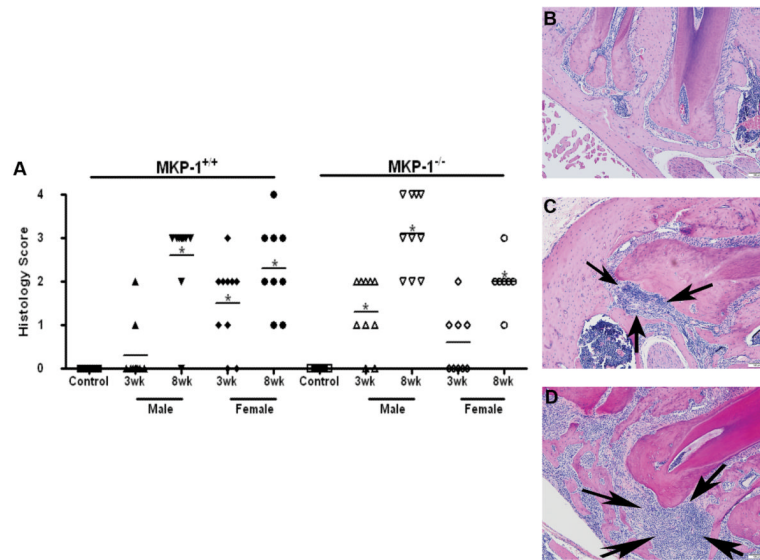 A
MKP-1+/+
MKP-1-/-
Histology Score
4
3
2
1
0
* * * * * *
Control 3wk 8wk 3wk 8wk Control 3wk 8wk 3wk 8wk
Male Female Male Female
B
C
D